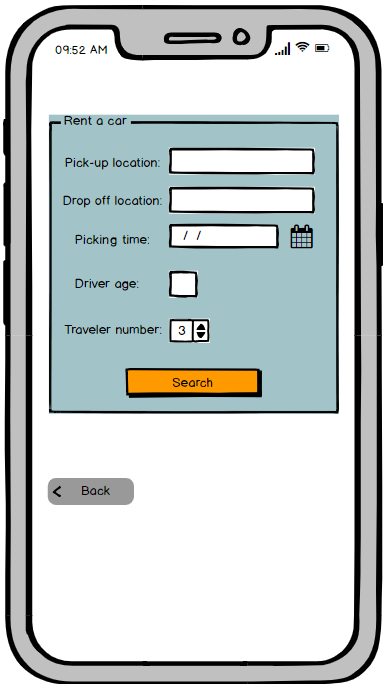 09:52 AM
Rent a car
Pick-up location:
Drop off location:
Picking time: / /
Driver age:
Traveler number: 3
Search
< Back